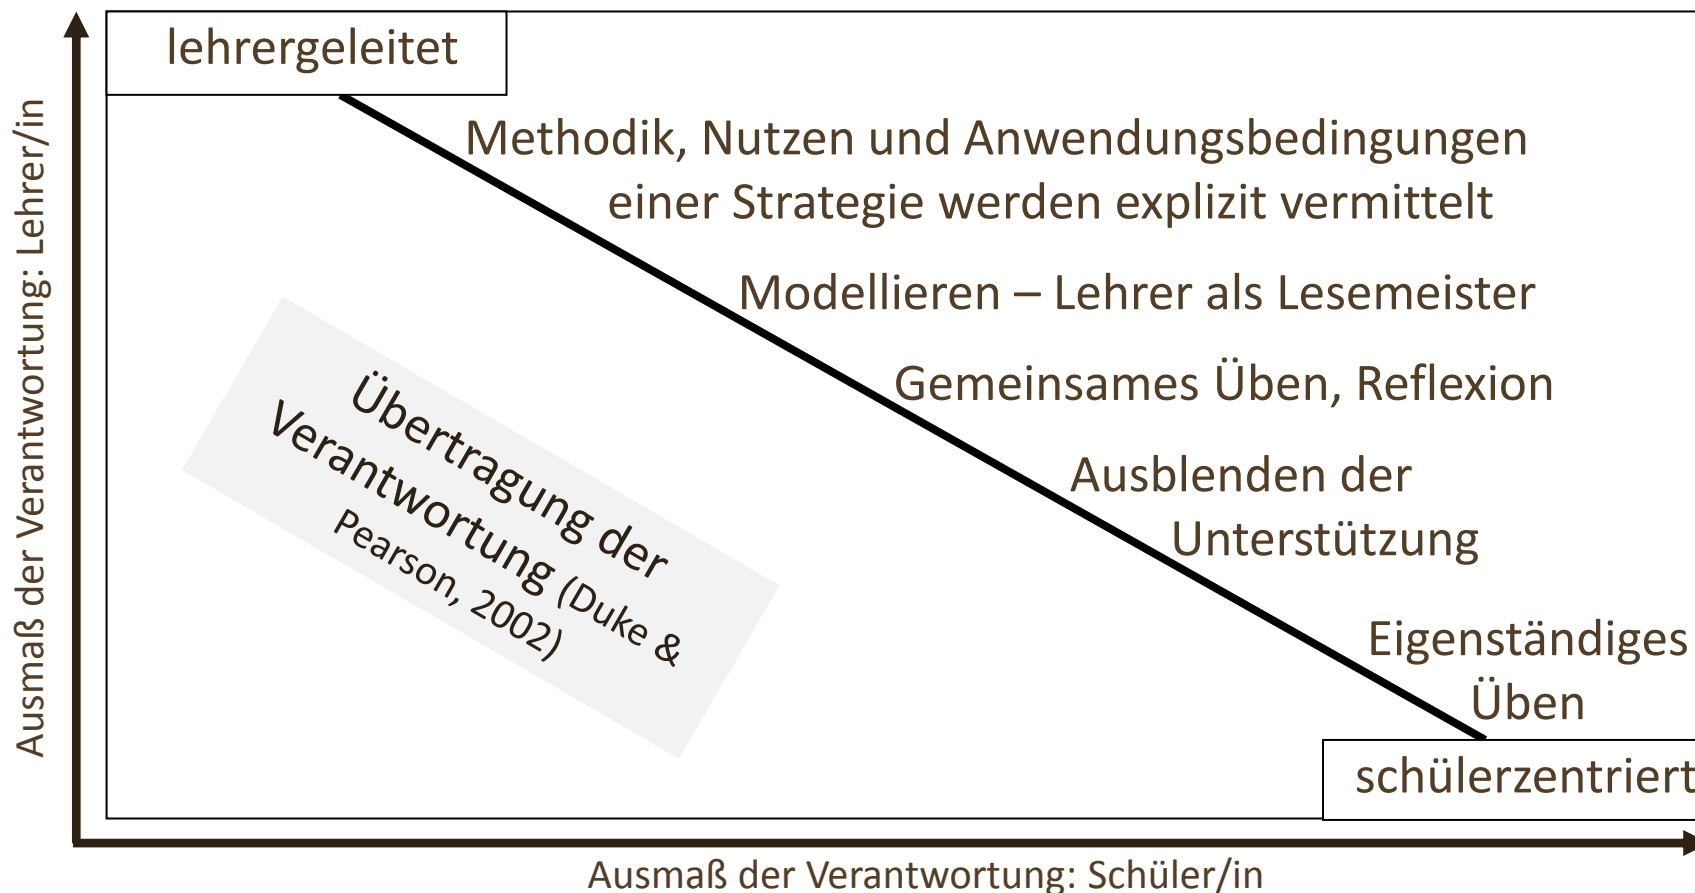 lehrergeleitet
Ausmaß der Verantwortung: Lehrer/in
Methodik, Nutzen und Anwendungsbedingungen
einer Strategie werden explizit vermittelt
Modellieren – Lehrer als Lesemeister
Gemeinsames Üben, Reflexion
Ausblenden der
Unterstützung
Eigenständiges
Üben
Übertragung der
Verantwortung (Duke &
Pearson, 2002)
schülerzentriert
Ausmaß der Verantwortung: Schüler/in